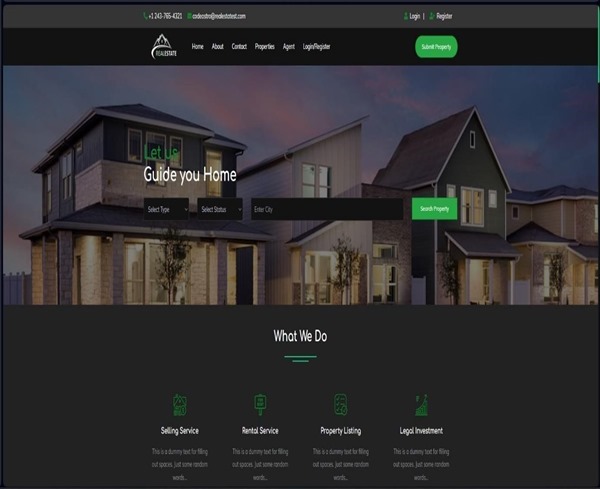 +1 243-765-4321 codeastro@realestatest.com Login | Register
REALESTATE Home About Contact Properties Agent Login/Register Submit Property
Let us
Guide you Home
Select Type Select Status Enter City Search Property
What We Do
Selling Service Rental Service Property Listing Legal Investment
This is a dummy text for filling This is a dummy text for filling This is a dummy text for filling This is a dummy text for filling
out spaces. Just some random out spaces. Just some random out spaces. Just some random out spaces. Just some random
words... words... words... words...